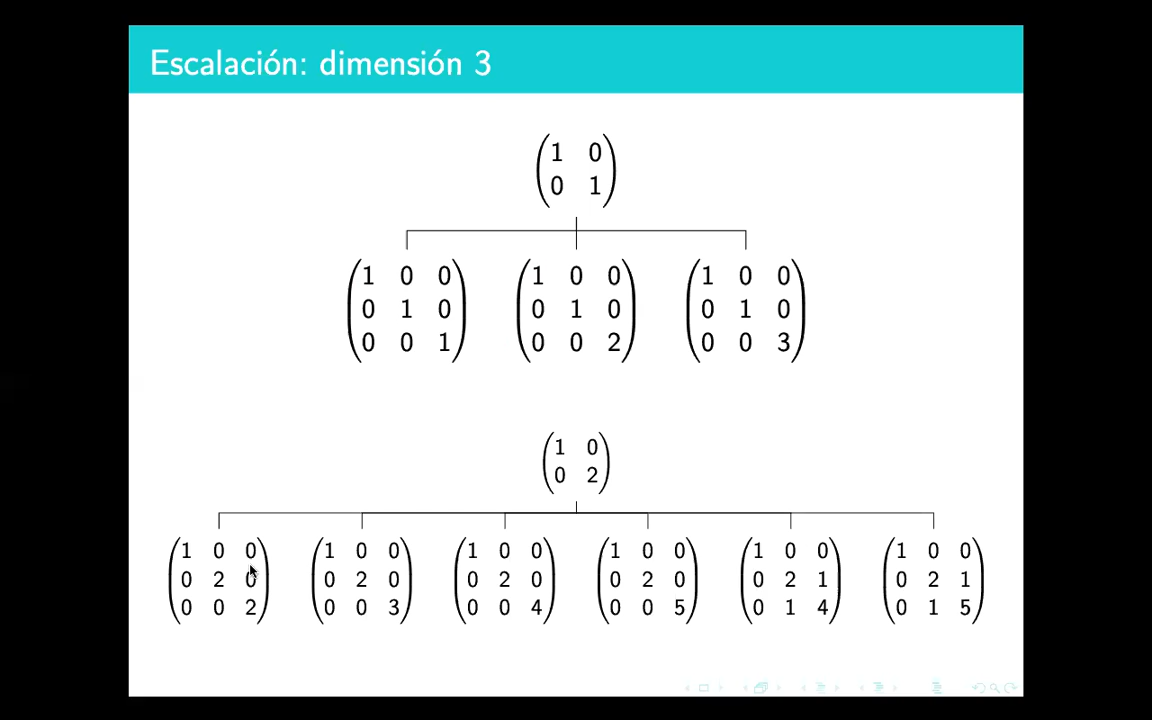 Escalación: dimensión 3
1 0
0 1
1 0 0 1 0 0 1 0 0
0 1 0 0 1 0 0 1 0
0 0 1 0 0 2 0 0 3
1 0
0 2
1 0 0 1 0 0 1 0 0 1 0 0 1 0 0 1 0 0
0 2 0 0 2 0 0 2 0 0 2 0 0 2 1 0 2 1
0 0 2 0 0 3 0 0 4 0 0 5 0 1 4 0 1 5